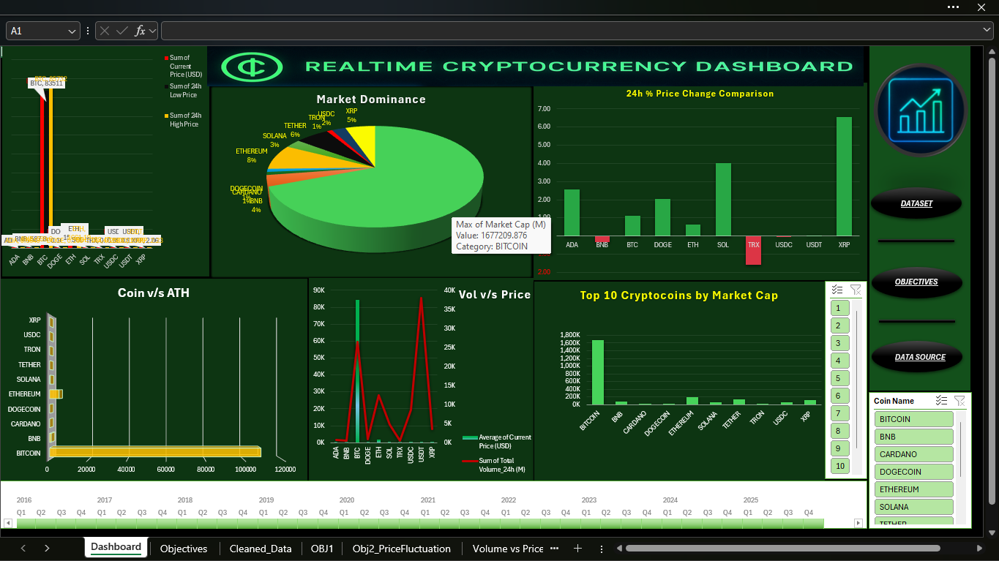 A1
fx
Sum of
Current
Price (USD)
Sum of 24h
Low Price
Sum of 24h
High Price
BTC, 83511
ADA
BNB
BTC
DOGE
ETH
SOL
TRX
USDC
USDT
XRP
REALTIME CRYPTOCURRENCY DASHBOARD
Market Dominance
XRP
5%
USDC
2%
TRON
1%
TETHER
6%
SOLANA
3%
ETHEREUM
8%
DOGECOIN
1%
CARDANO
1%
BNB
4%
Max of Market Cap (M)
Value: 1677209.876
Category: BITCOIN
24h % Price Change Comparison
7.00
6.00
5.00
4.00
3.00
2.00
1.00
2.00
ADA
BNB
BTC
DOGE
ETH
SOL
TRX
USDC
USDT
XRP
DATASET
OBJECTIVES
DATA SOURCE
Coin v/s ATH
XRP
USDC
TRON
TETHER
SOLANA
ETHEREUM
DOGECOIN
CARDANO
BNB
BITCOIN
0
20000
40000
60000
80000
100000
120000
Vol v/s Price
90K
80K
70K
60K
50K
40K
30K
20K
10K
0K
40K
35K
30K
25K
20K
15K
10K
5K
0K
ADA
BNB
BTC
DOGE
ETH
SOL
TRX
USDC
USDT
XRP
Average of Current
Price (USD)
Sum of Total
Volume_24h (M)
Top 10 Cryptocoins by Market Cap
1,800K
1,600K
1,400K
1,200K
1,000K
800K
600K
400K
200K
0K
BITCOIN
BNB
CARDANO
DOGECOIN
ETHEREUM
SOLANA
TETHER
TRON
USDC
XRP
1
2
3
4
5
6
7
8
9
10
Coin Name
BITCOIN
BNB
CARDANO
DOGECOIN
ETHEREUM
SOLANA
TETHER
2016 2017 2018 2019 2020 2021 2022 2023 2024 2025
Q1 Q2 Q3 Q4 Q1 Q2 Q3 Q4 Q1 Q2 Q3 Q4 Q1 Q2 Q3 Q4 Q1 Q2 Q3 Q4 Q1 Q2 Q3 Q4 Q1 Q2 Q3 Q4 Q1 Q2 Q3 Q4 Q1 Q2 Q3 Q4 Q1 Q2 Q3 Q4
Dashboard Objectives Cleaned_Data OBJ1 Obj2_PriceFluctuation Volume vs Price